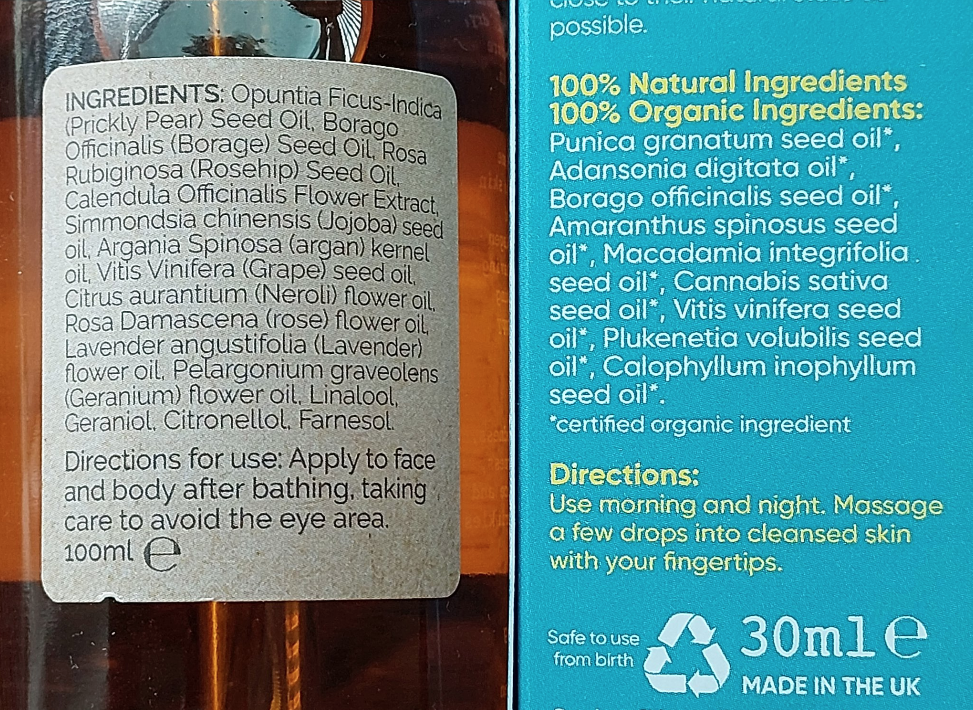 INGREDIENTS: Opuntia Ficus-Indica
(Prickly Pear) Seed Oil, Borago
Officinalis (Borage) Seed Oil, Rosa
Rubiginosa (Rosehip) Seed Oil,
Calendula Officinalis Flower Extract,
Simmondsia chinensis (Jojoba) seed
oil, Argania Spinosa (argan) kernel
oil, Vitis Vinifera (Grape) seed oil,
Citrus aurantium (Neroli) flower oil,
Rosa Damascena (rose) flower oil,
Lavender angustifolia (Lavender)
flower oil, Pelargonium graveolens
(Geranium) flower oil, Linalool,
Geraniol, Citronellol, Farnesol.
Directions for use: Apply to face
and body after bathing, taking
care to avoid the eye area.
100ml ℮
possible.
100% Natural Ingredients
100% Organic Ingredients:
Punica granatum seed oil*,
Adansonia digitata oil*,
Borago officinalis seed oil*,
Amaranthus spinosus seed
oil*, Macadamia integrifolia
seed oil*, Cannabis sativa
seed oil*, Vitis vinifera seed
oil*, Plukenetia volubilis seed
oil*, Calophyllum inophyllum
seed oil*.
*certified organic ingredient
Directions:
Use morning and night. Massage
a few drops into cleansed skin
with your fingertips.
Safe to use
from birth
30ml ℮
MADE IN THE UK